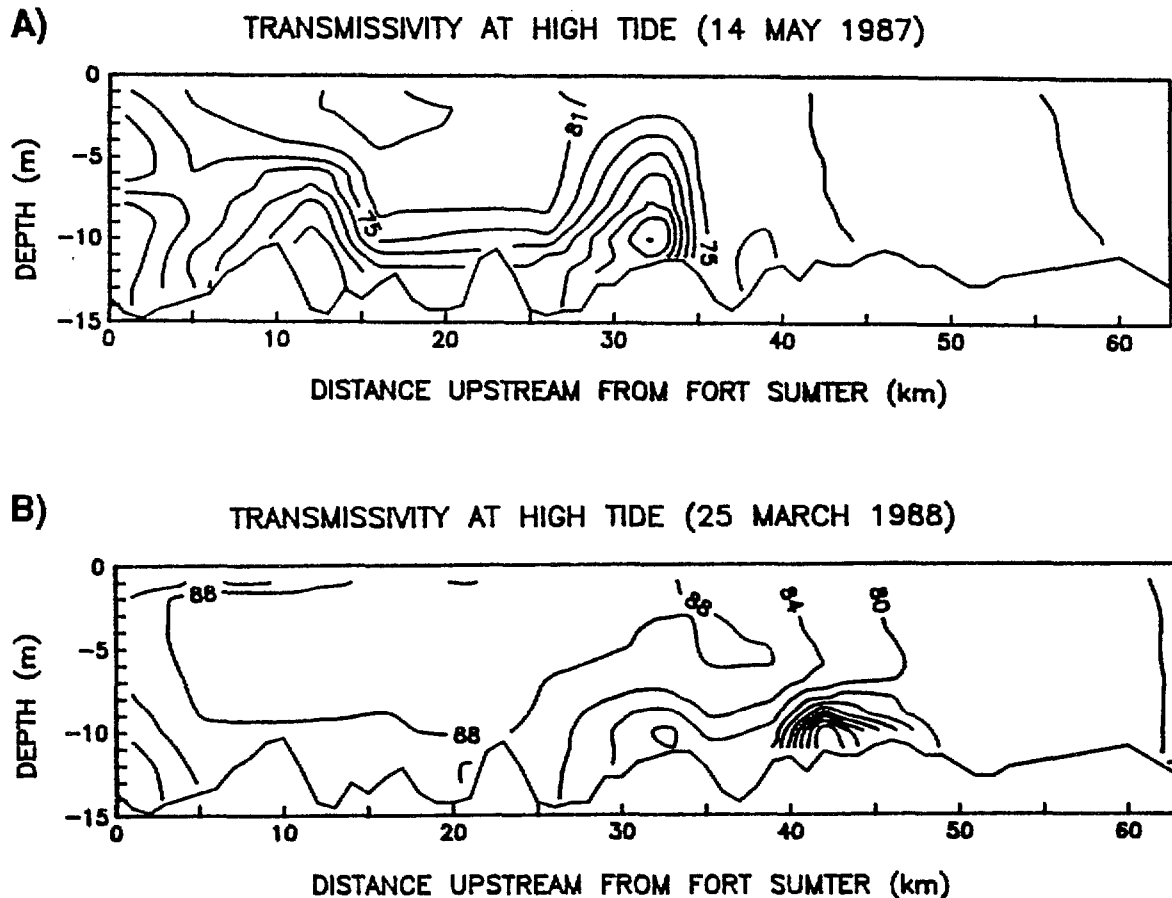 A)
TRANSMISSIVITY AT HIGH TIDE (14 MAY 1987)
0
-5
-10
-15
DEPTH (m)
81
75
75
0 10 20 30 40 50 60
DISTANCE UPSTREAM FROM FORT SUMTER (km)
B)
TRANSMISSIVITY AT HIGH TIDE (25 MARCH 1988)
0
-5
-10
-15
DEPTH (m)
88
88
88
84
80
0 10 20 30 40 50 60
DISTANCE UPSTREAM FROM FORT SUMTER (km)